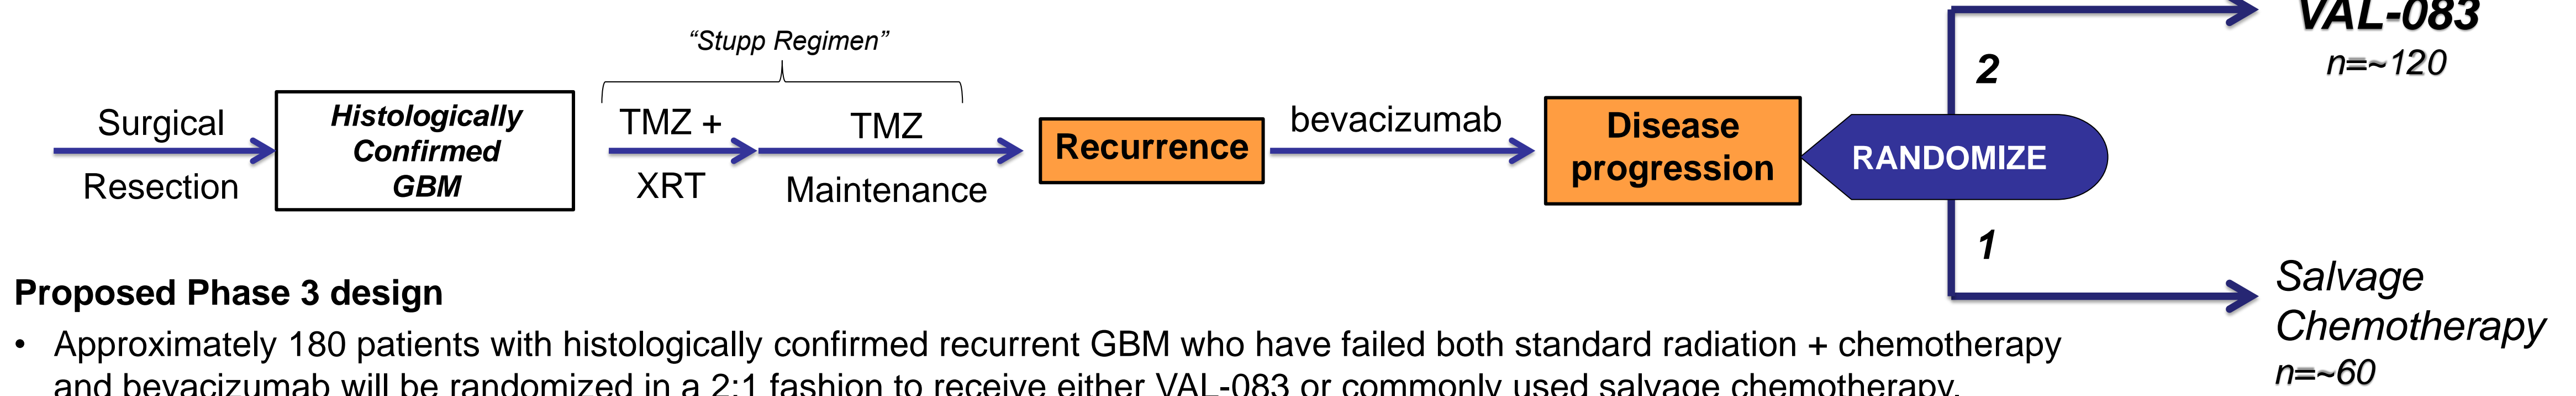 "Stupp Regimen"
Surgical
Resection
Histologically
Confirmed
GBM
TMZ +
XRT
TMZ
Maintenance
Recurrence
bevacizumab
Disease
progression
RANDOMIZE
2
VAL-083
n=~120
1
Salvage
Chemotherapy
n=~60
Proposed Phase 3 design
• Approximately 180 patients with histologically confirmed recurrent GBM who have failed both standard radiation + chemotherapy
and bevacizumab will be randomized in a 2:1 fashion to receive either VAL-083 or commonly used salvage chemotherapy.